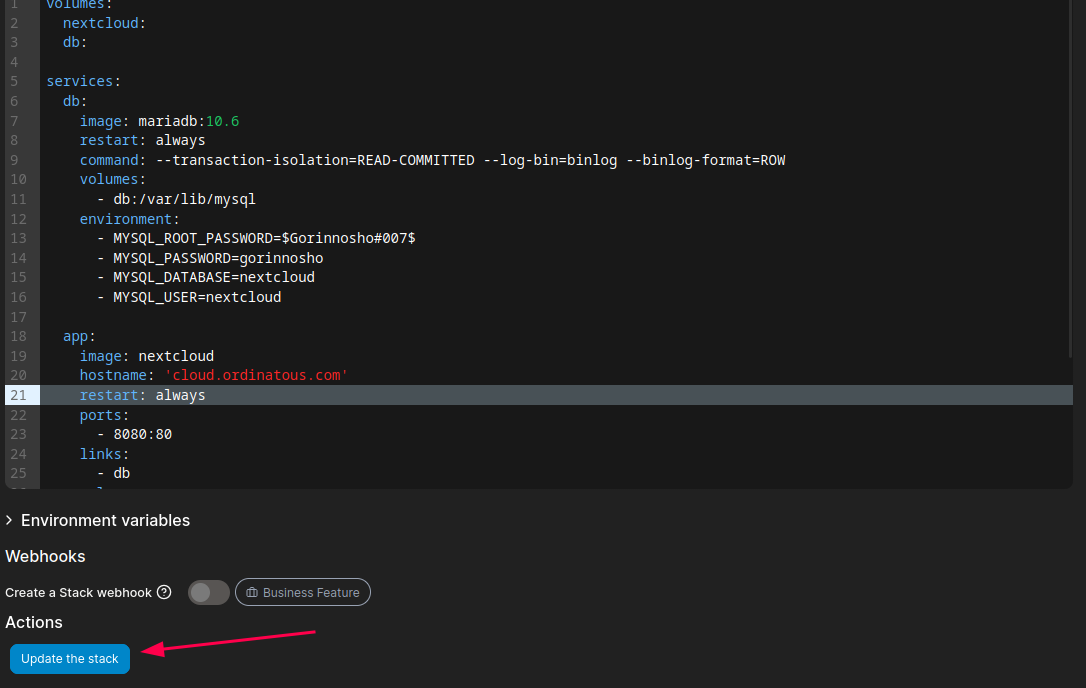 1 volumes:
2 nextcloud:
3 db:
4
5 services:
6 db:
7 image: mariadb:10.6
8 restart: always
9 command: --transaction-isolation=READ-COMMITTED --log-bin=binlog --binlog-format=ROW
10 volumes:
11 - db:/var/lib/mysql
12 environment:
13 - MYSQL_ROOT_PASSWORD=$Gorinnosho#007$
14 - MYSQL_PASSWORD=gorinnosho
15 - MYSQL_DATABASE=nextcloud
16 - MYSQL_USER=nextcloud
17
18 app:
19 image: nextcloud
20 hostname: 'cloud.ordinatous.com'
21 restart: always
22 ports:
23 - 8080:80
24 links:
25 - db
Environment variables
Webhooks
Create a Stack webhook ? Business Feature
Actions
Update the stack